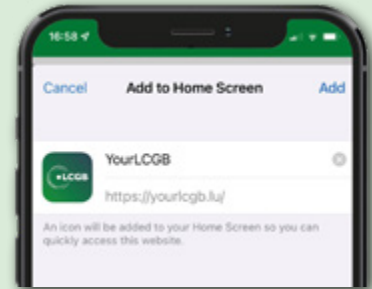 16:58
Cancel Add to Home Screen Add
YourLCGB
LCGB
https://yourlcgb.lu/
An icon will be added to your Home Screen so you can
quickly access this website.